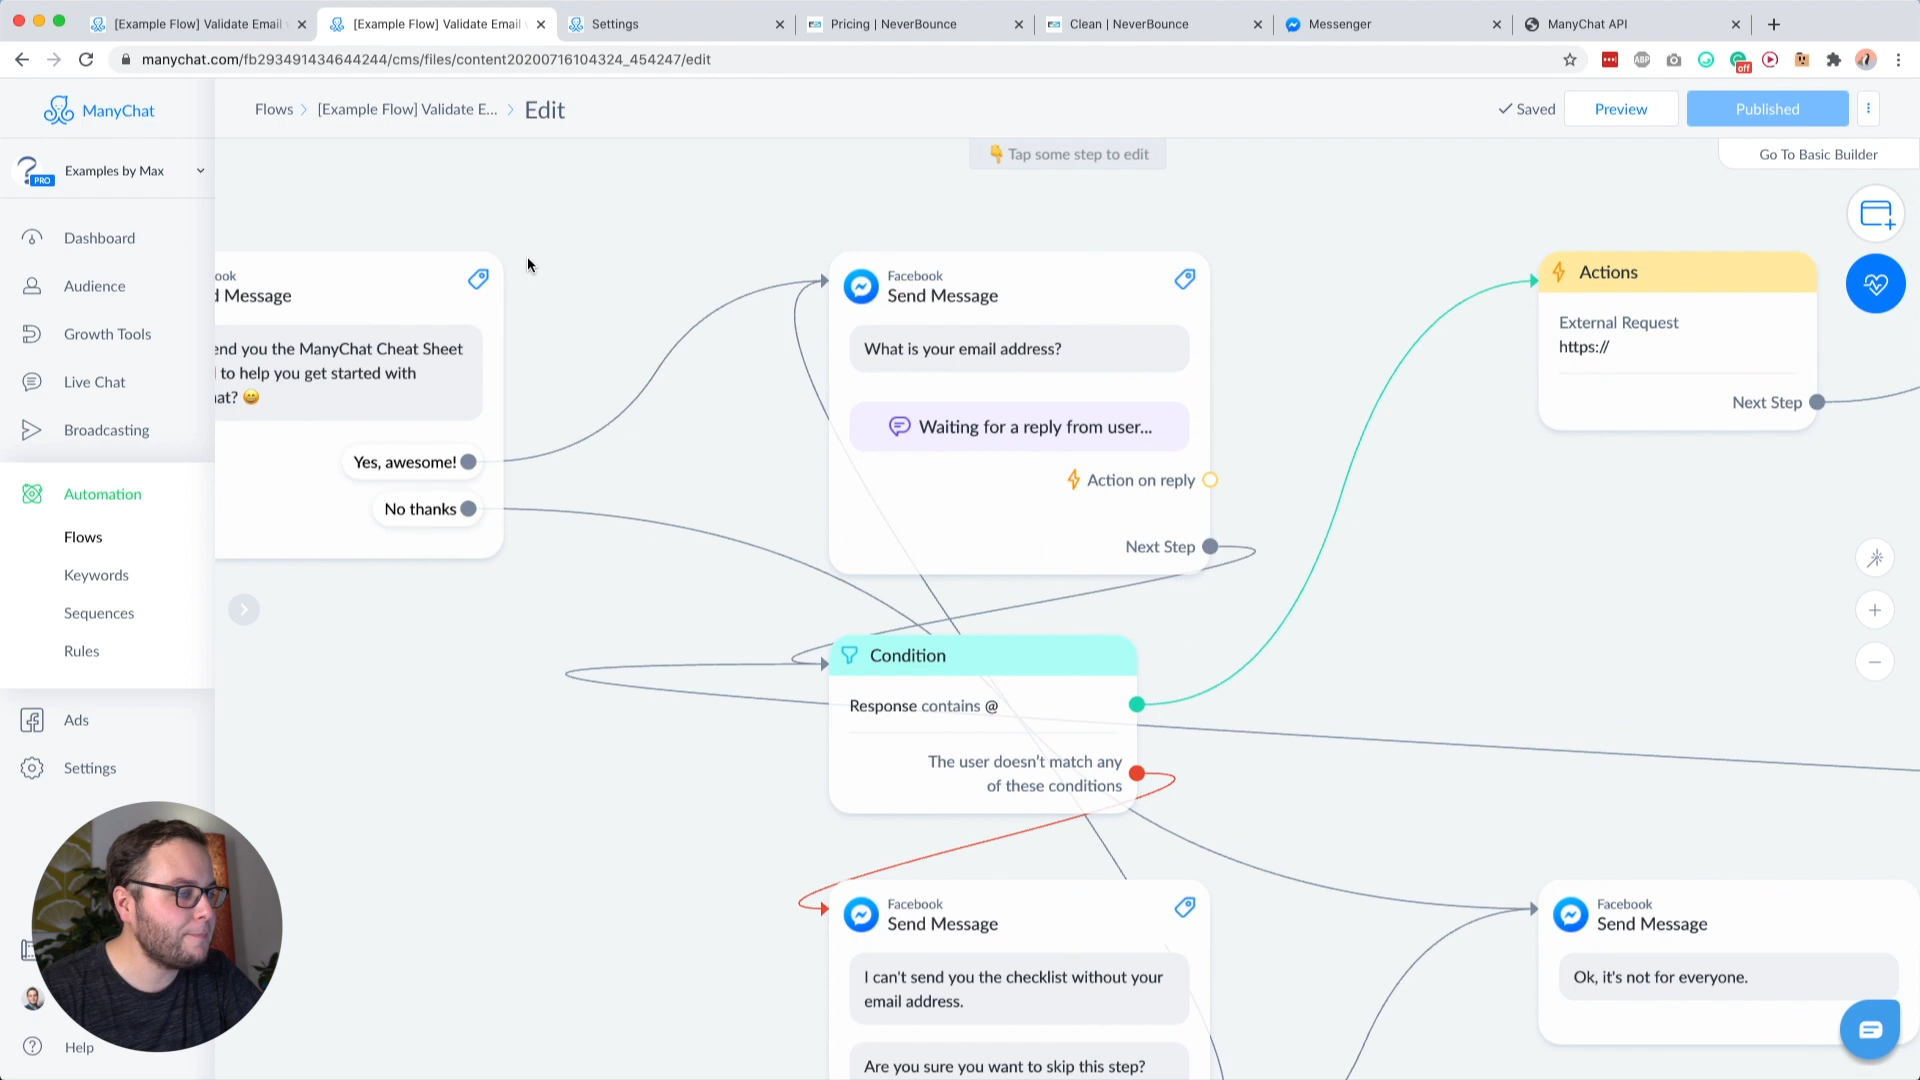 [Example Flow] Validate Email
[Example Flow] Validate Email
Settings
Pricing | NeverBounce
Clean | NeverBounce
Messenger
ManyChat API
manychat.com/fb293491434644244/cms/files/content20200716104324_454247/edit
ABP
off
ManyChat
Flows
[Example Flow] Validate E...
Edit
Saved
Preview
Published
Examples by Max
PRO
👇 Tap some step to edit
Go To Basic Builder
Dashboard
Audience
Growth Tools
Live Chat
Broadcasting
Automation
Flows
Keywords
Sequences
Rules
Ads
Settings
Help
ook
d Message
end you the ManyChat Cheat Sheet
to help you get started with
hat? 😄
Yes, awesome!
No thanks
Facebook
Send Message
What is your email address?
Waiting for a reply from user...
Action on reply
Next Step
Condition
Response contains @
The user doesn't match any
of these conditions
Facebook
Send Message
I can't send you the checklist without your
email address.
Are you sure you want to skip this step?
Actions
External Request
https://
Next Step
Facebook
Send Message
Ok, it's not for everyone.